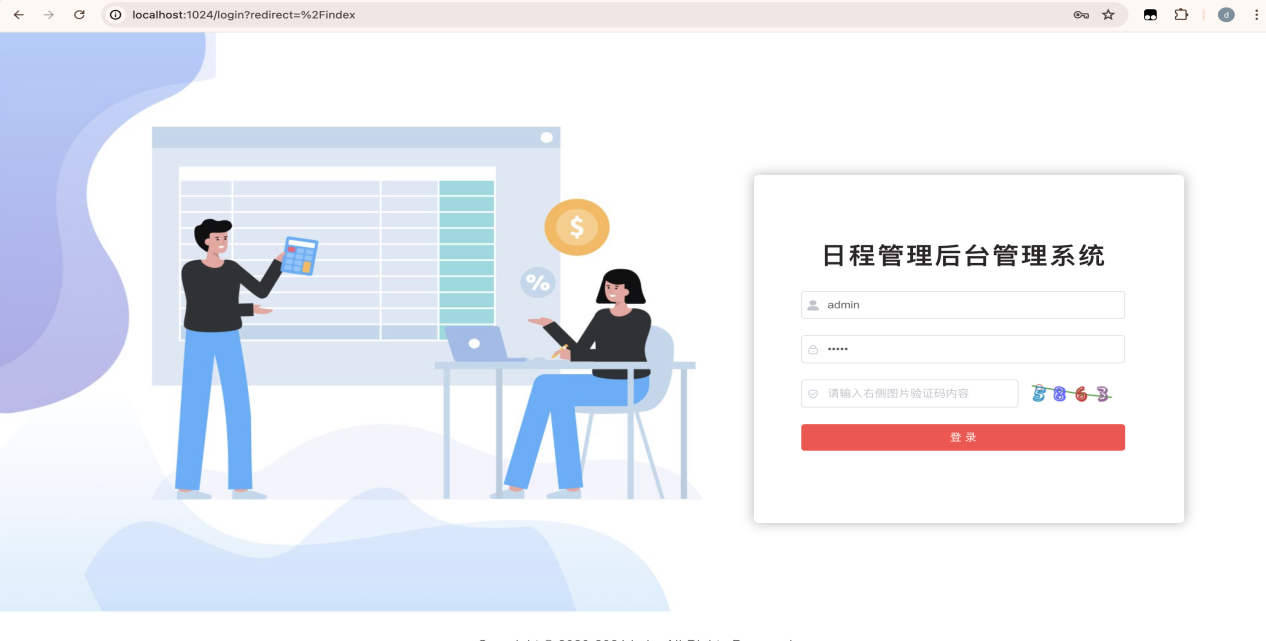 localhost:1024/login?redirect=%2Findex
d
$
%
日程管理后台管理系统
admin
•••••
请输入右侧图片验证码内容
5863
登 录